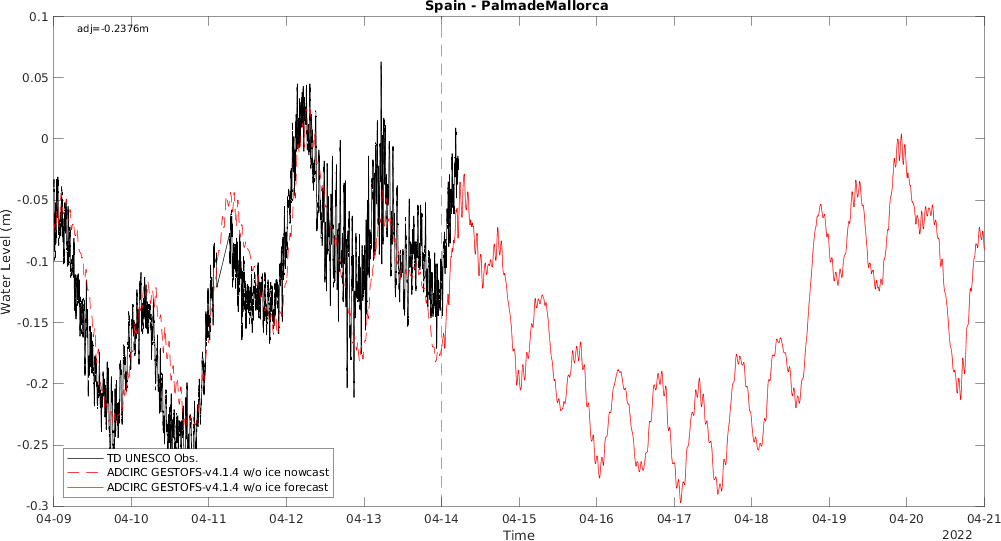 Spain - PalmadeMallorca
adj=-0.2376m
0.1
0.05
0
-0.05
-0.1
-0.15
-0.2
-0.25
-0.3
Water Level (m)
TD UNESCO Obs.
ADCIRC GESTOFS-v4.1.4 w/o ice nowcast
ADCIRC GESTOFS-v4.1.4 w/o ice forecast
04-09 04-10 04-11 04-12 04-13 04-14 04-15 04-16 04-17 04-18 04-19 04-20 04-21
Time
2022